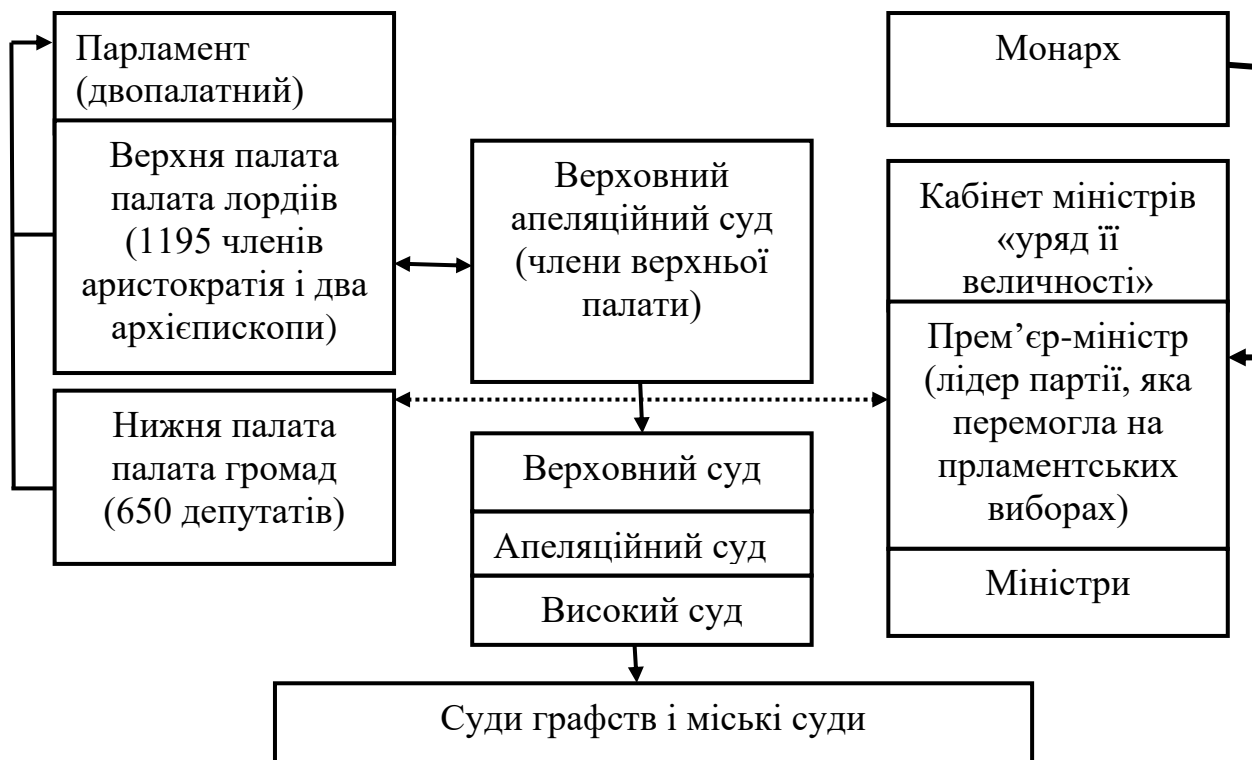 Парламент
(двопалатний)
Верхня палата
палата лордіів
(1195 членів
аристократія і два
архієпископи)
Нижня палата
палата громад
(650 депутатів)
Верховний
апеляційний суд
(члени верхньої
палати)
Верховний суд
Апеляційний суд
Високий суд
Монарх
Кабінет міністрів
«уряд її
величності»
Прем’єр-міністр
(лідер партії, яка
перемогла на
прламентських
виборах)
Міністри
Суди графств і міські суди